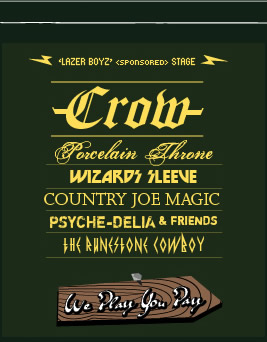 'LAZER BOYZ' <SPONSORED> STAGE
Crow
Porcelain Throne
WIZARDS SLEEVE
COUNTRY JOE MAGIC
PSYCHE-DELIA & FRIENDS
THE RUNESTONE COWBOY
We Play You Pay